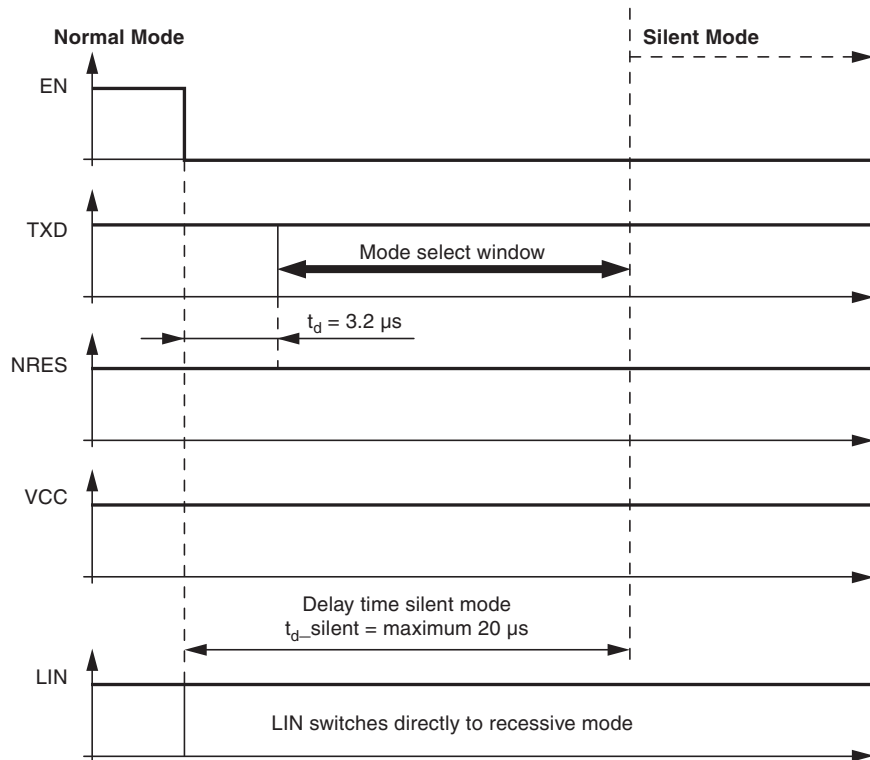 Normal Mode
Silent Mode
EN
TXD
Mode select window
t_d = 3.2 µs
NRES
VCC
Delay time silent mode
t_d_silent = maximum 20 µs
LIN
LIN switches directly to recessive mode